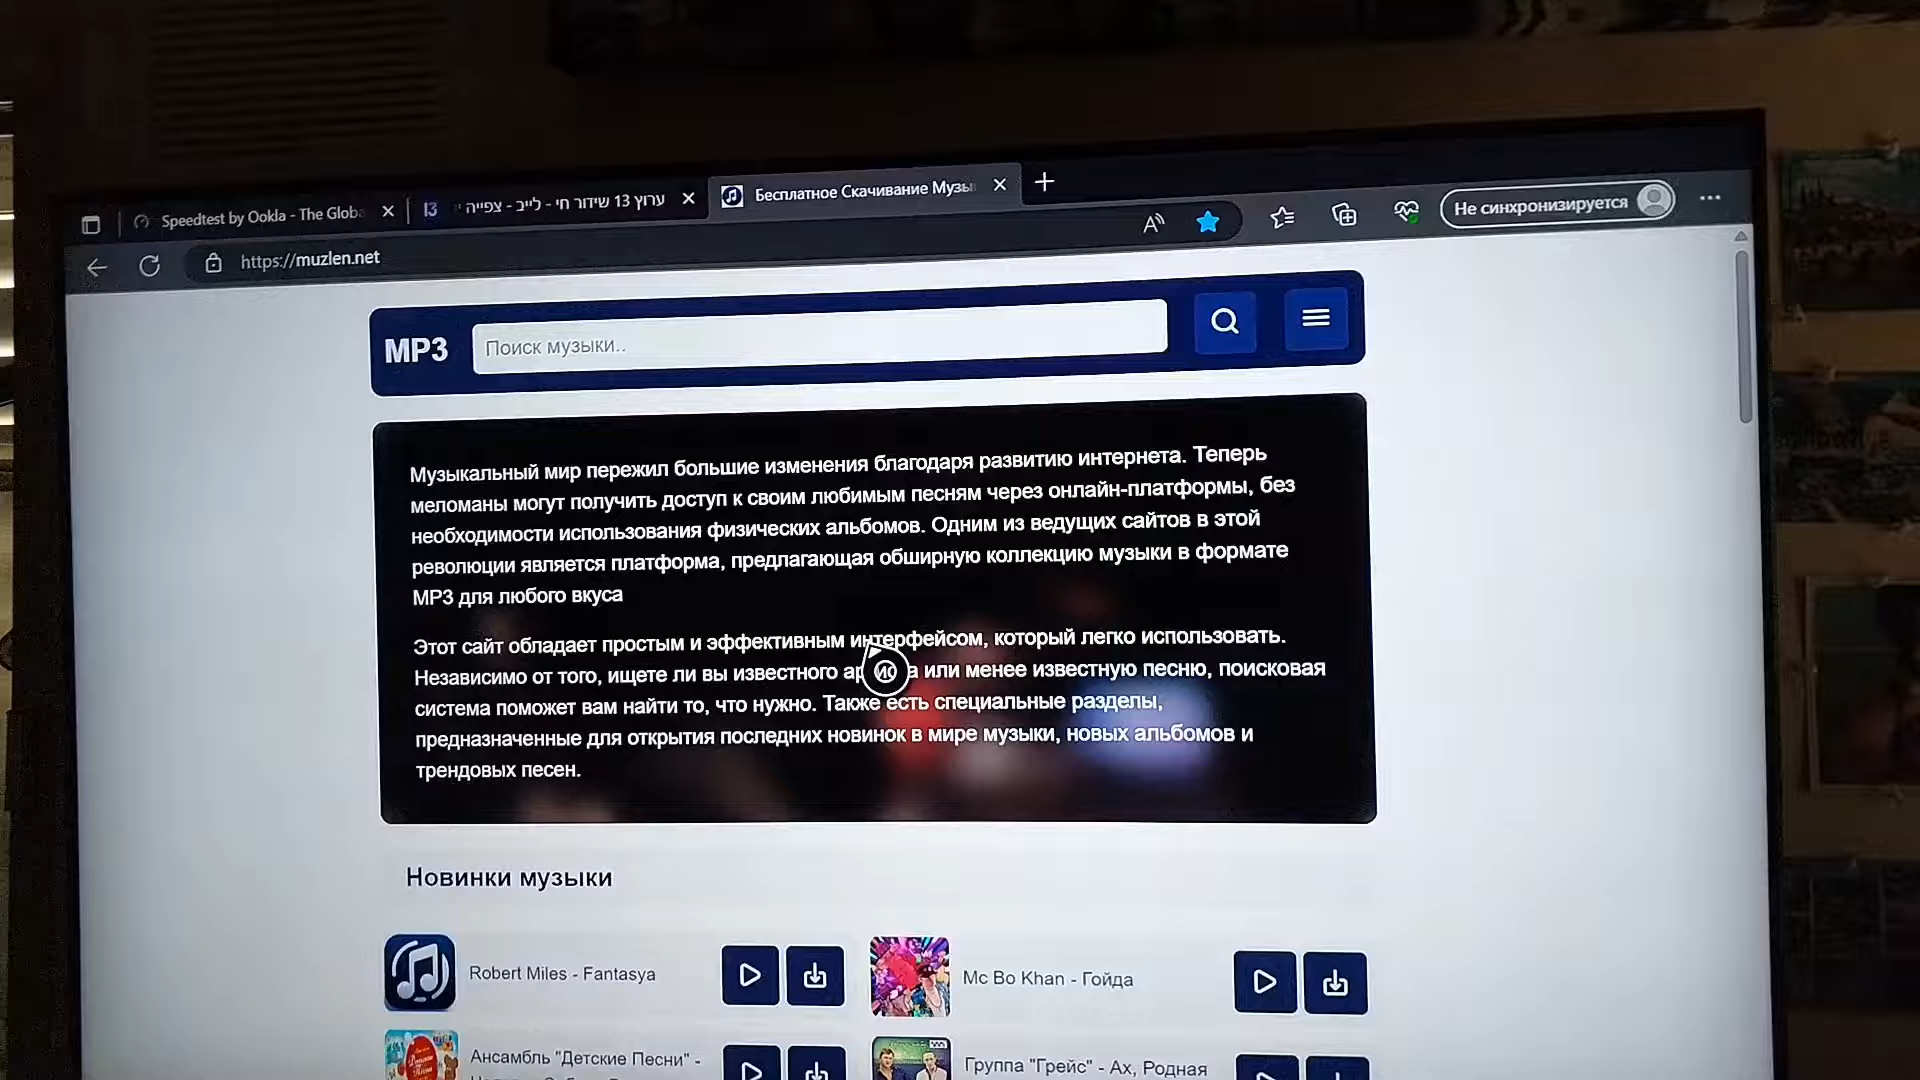 Speedtest by Ookla - The Globa
ערוץ 13 שידור חי - לייב - צפייה י
Бесплатное Скачивание Музы
Не синхронизируется
https://muzlen.net
MP3
Поиск музыки..
Музыкальный мир пережил большие изменения благодаря развитию интернета. Теперь
меломаны могут получить доступ к своим любимым песням через онлайн-платформы, без
необходимости использования физических альбомов. Одним из ведущих сайтов в этой
революции является платформа, предлагающая обширную коллекцию музыки в формате
MP3 для любого вкуса
Этот сайт обладает простым и эффективным интерфейсом, который легко использовать.
Независимо от того, ищете ли вы известного или менее известную песню, поисковая
система поможет вам найти то, что нужно. Также есть специальные разделы,
предназначенные для открытия последних новинок в мире музыки, новых альбомов и
трендовых песен.
Новинки музыки
Robert Miles - Fantasya
Mc Bo Khan - Гойда
Ансамбль "Детские Песни" -
Группа "Грейс" - Ах, Родная